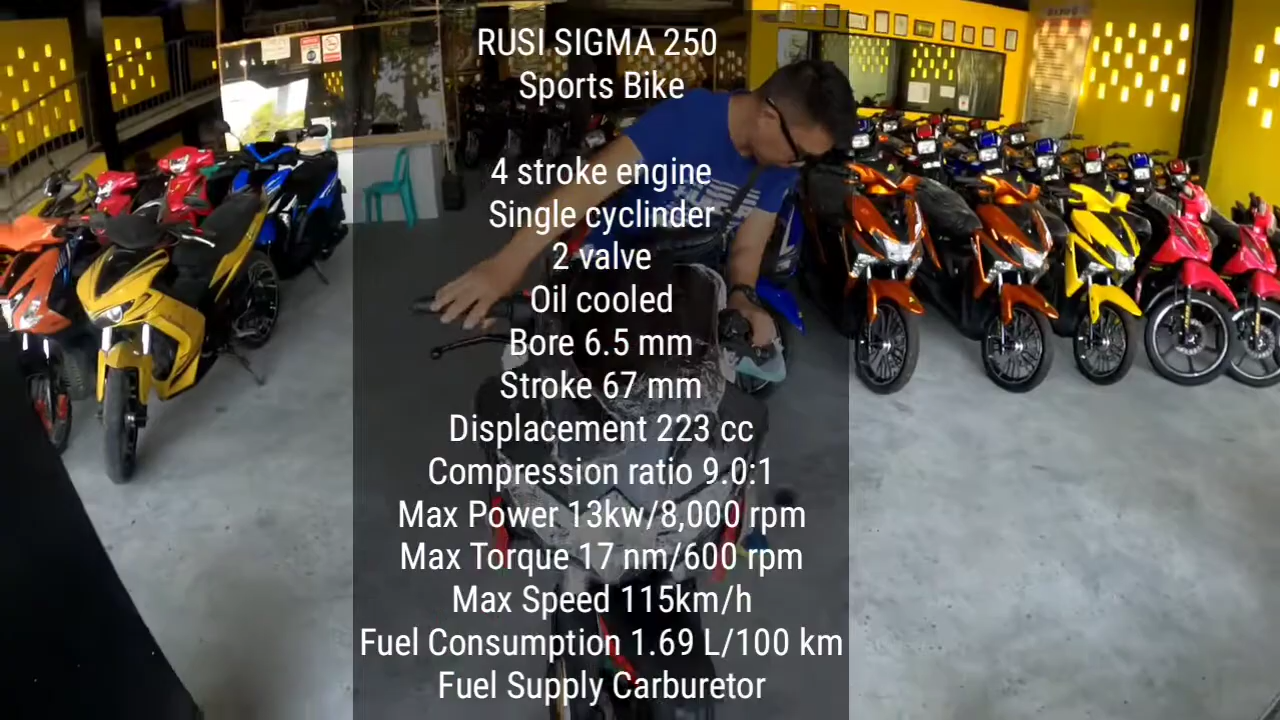 RUSI SIGMA 250
Sports Bike
4 stroke engine
Single cyclinder
2 valve
Oil cooled
Bore 6.5 mm
Stroke 67 mm
Displacement 223 cc
Compression ratio 9.0:1
Max Power 13kw/8,000 rpm
Max Torque 17 nm/600 rpm
Max Speed 115km/h
Fuel Consumption 1.69 L/100 km
Fuel Supply Carburetor